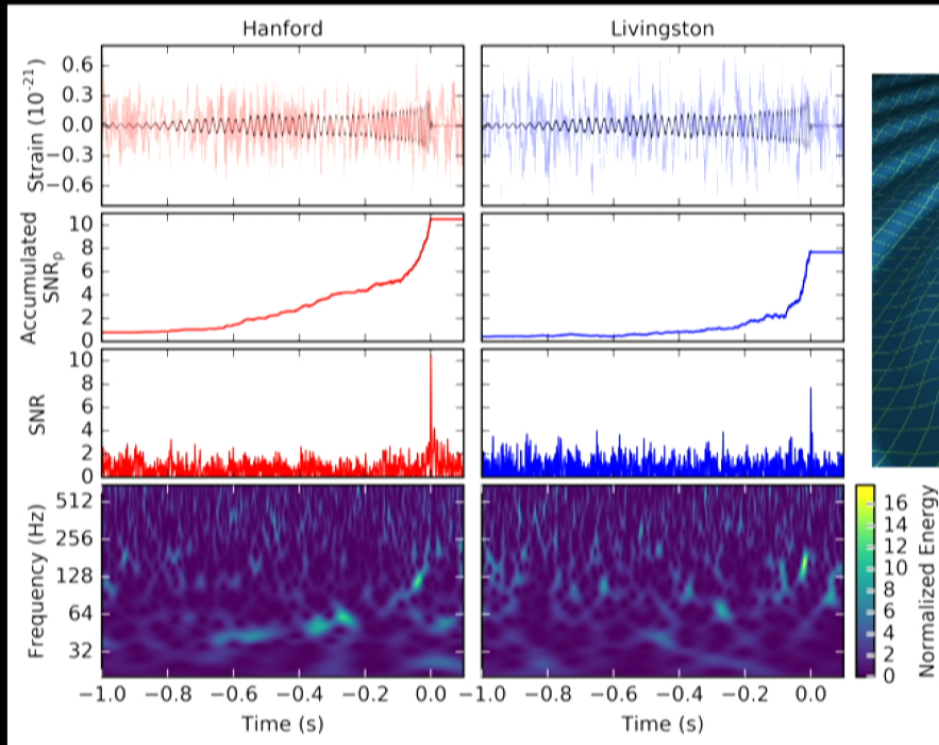 Hanford
Livingston
Strain (10⁻²¹)
0.6
0.3
0.0
−0.3
−0.6
Accumulated
SNRₚ
10
8
6
4
2
0
SNR
10
8
6
4
2
0
Frequency (Hz)
512
256
128
64
32
−1.0 −0.8 −0.6 −0.4 −0.2 0.0
Time (s)
−1.0 −0.8 −0.6 −0.4 −0.2 0.0
Time (s)
16
14
12
10
8
6
4
2
0
Normalized Energy